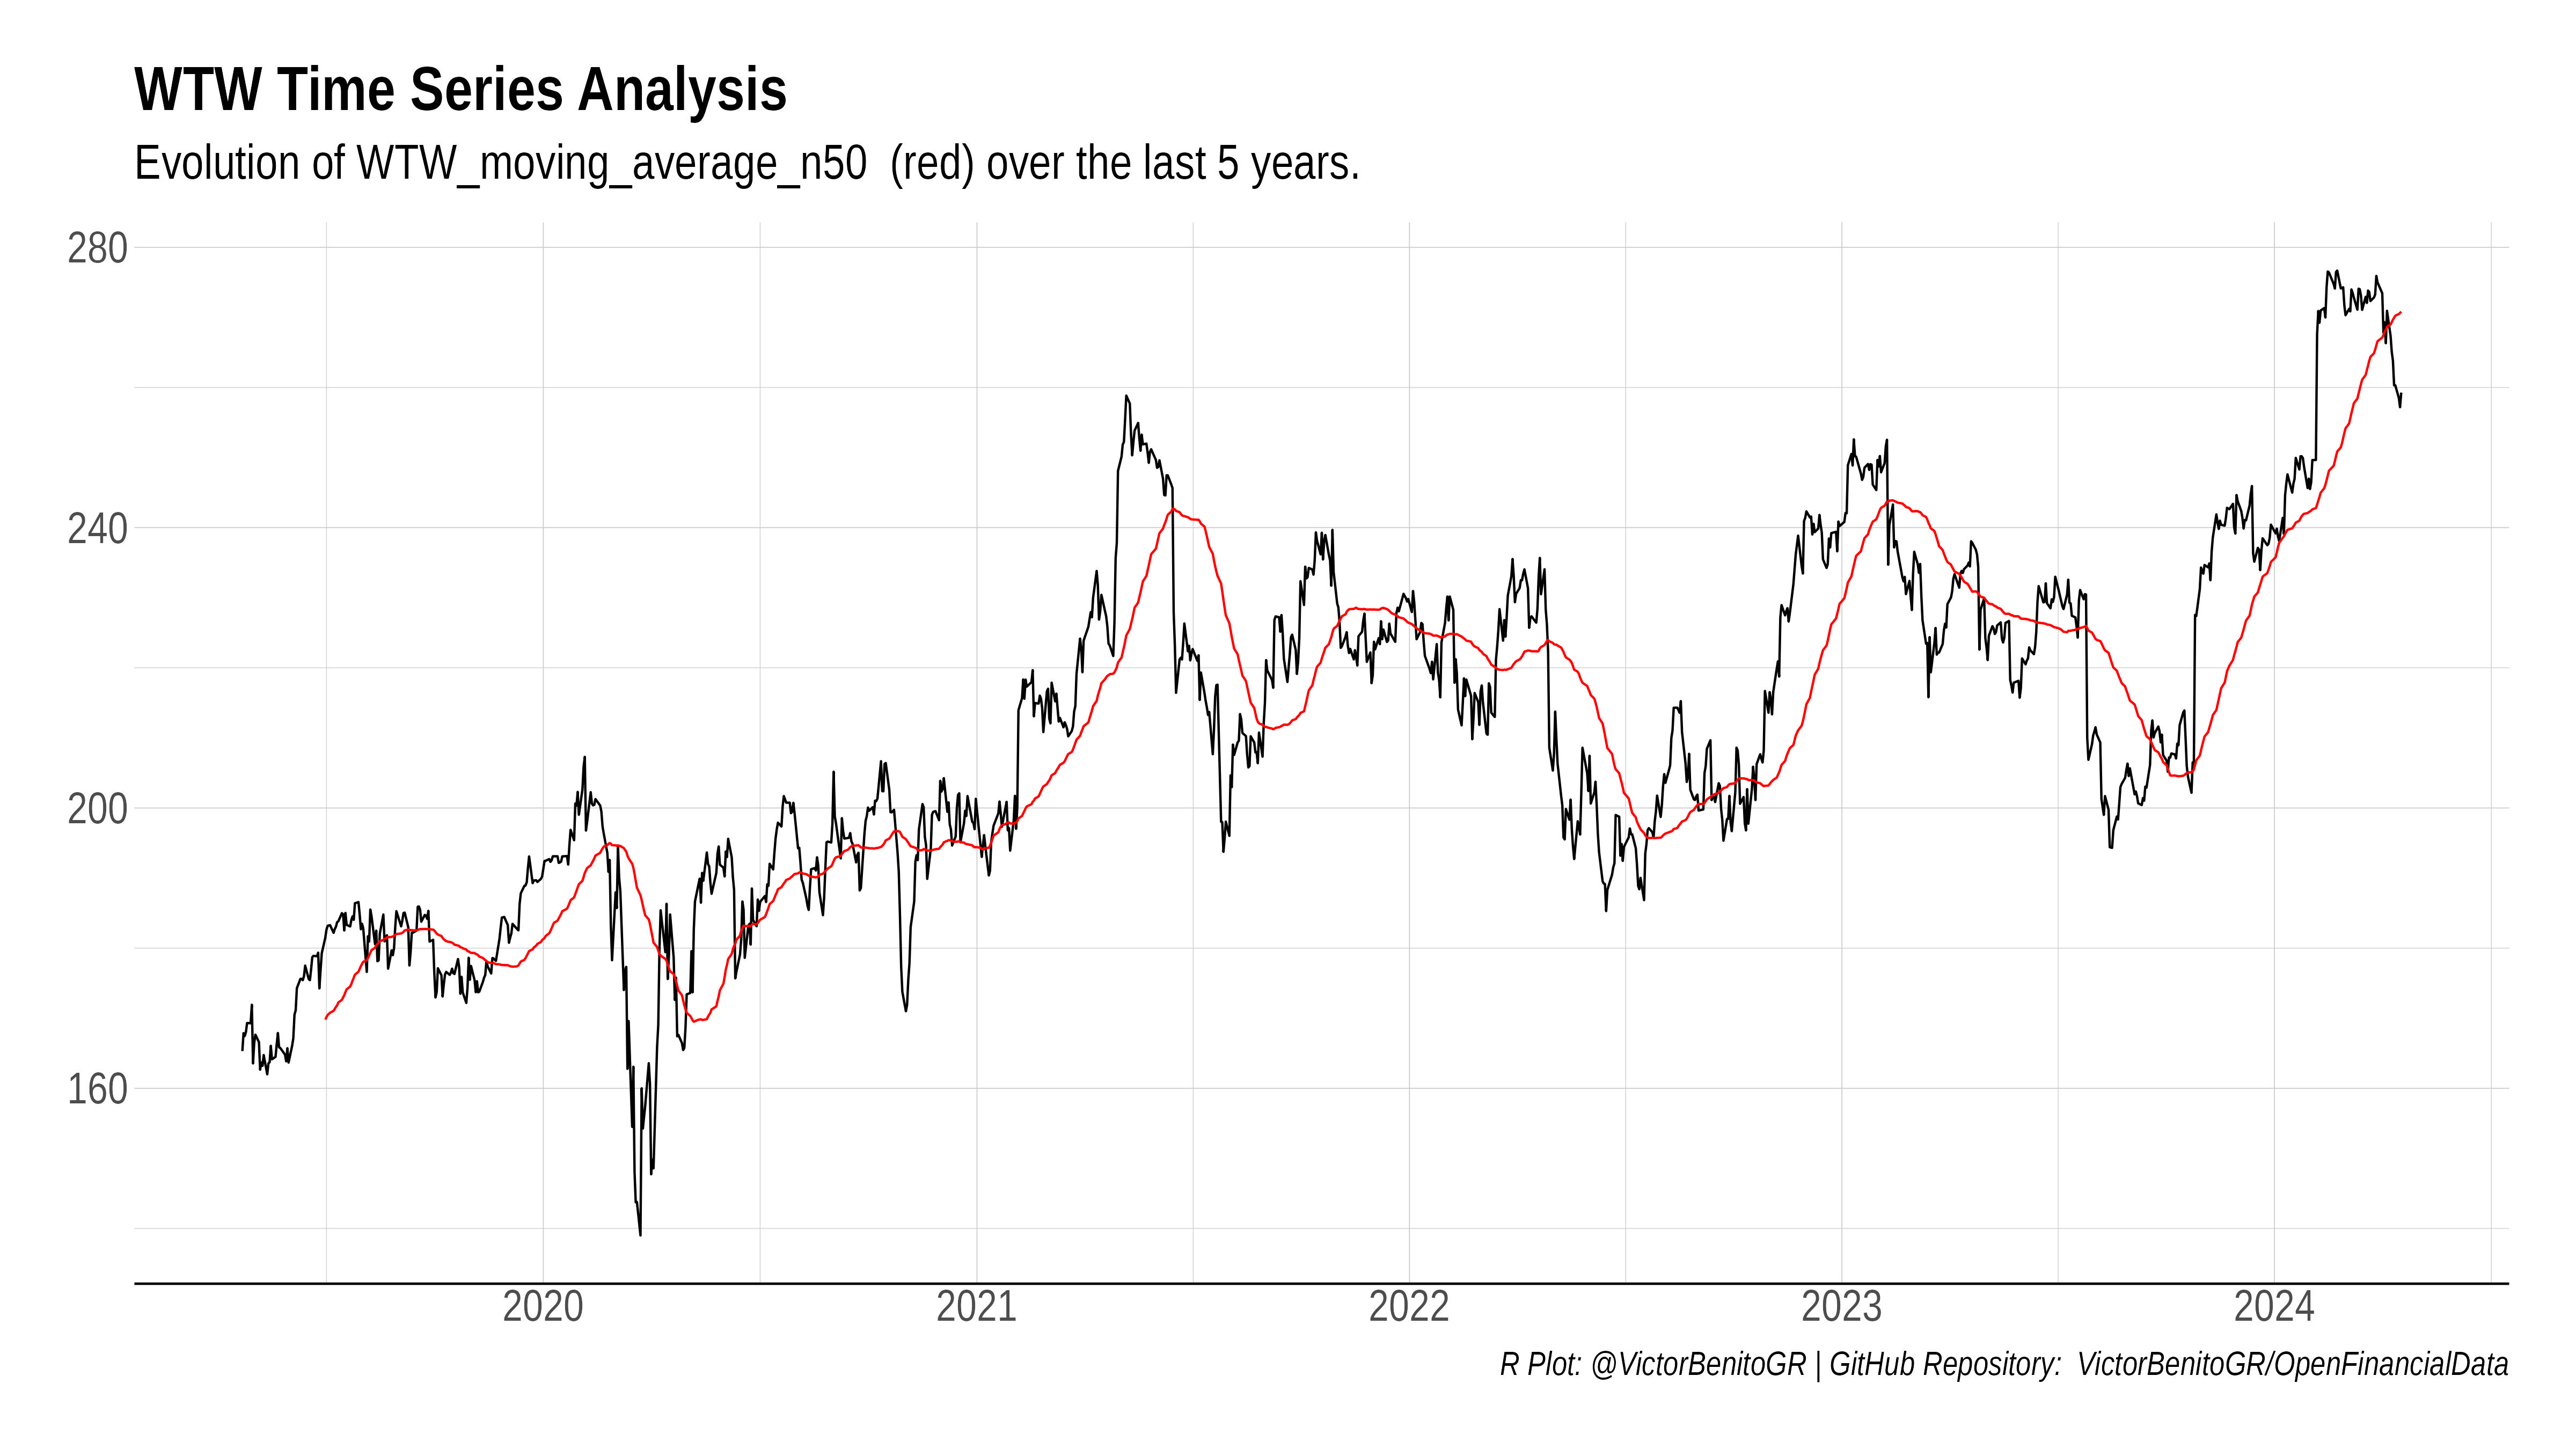 WTW Time Series Analysis
Evolution of WTW_moving_average_n50  (red) over the last 5 years.
280
240
200
160
2020 2021 2022 2023 2024
R Plot: @VictorBenitoGR | GitHub Repository:  VictorBenitoGR/OpenFinancialData